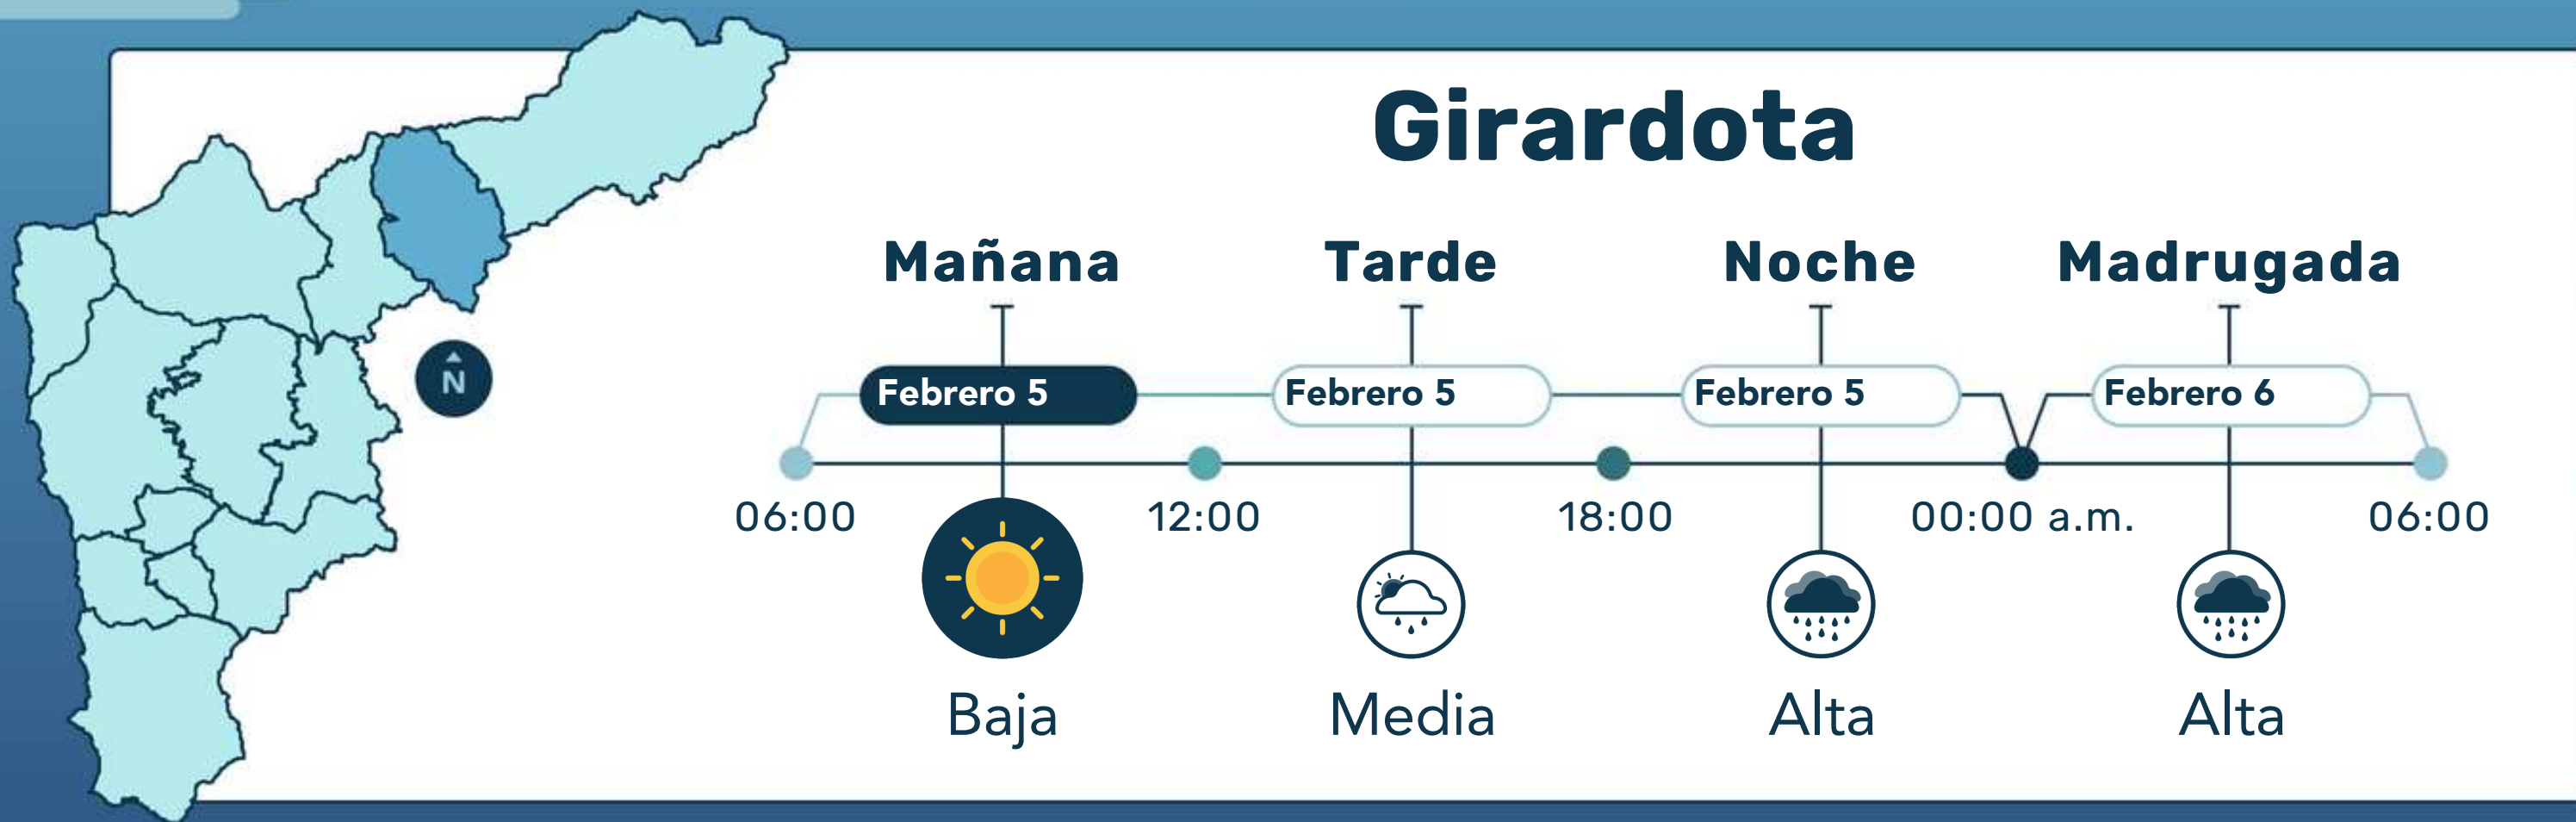 Girardota
Mañana Tarde Noche Madrugada
Febrero 5 Febrero 5 Febrero 5 Febrero 6
N
06:00 12:00 18:00 00:00 a.m. 06:00
Baja Media Alta Alta